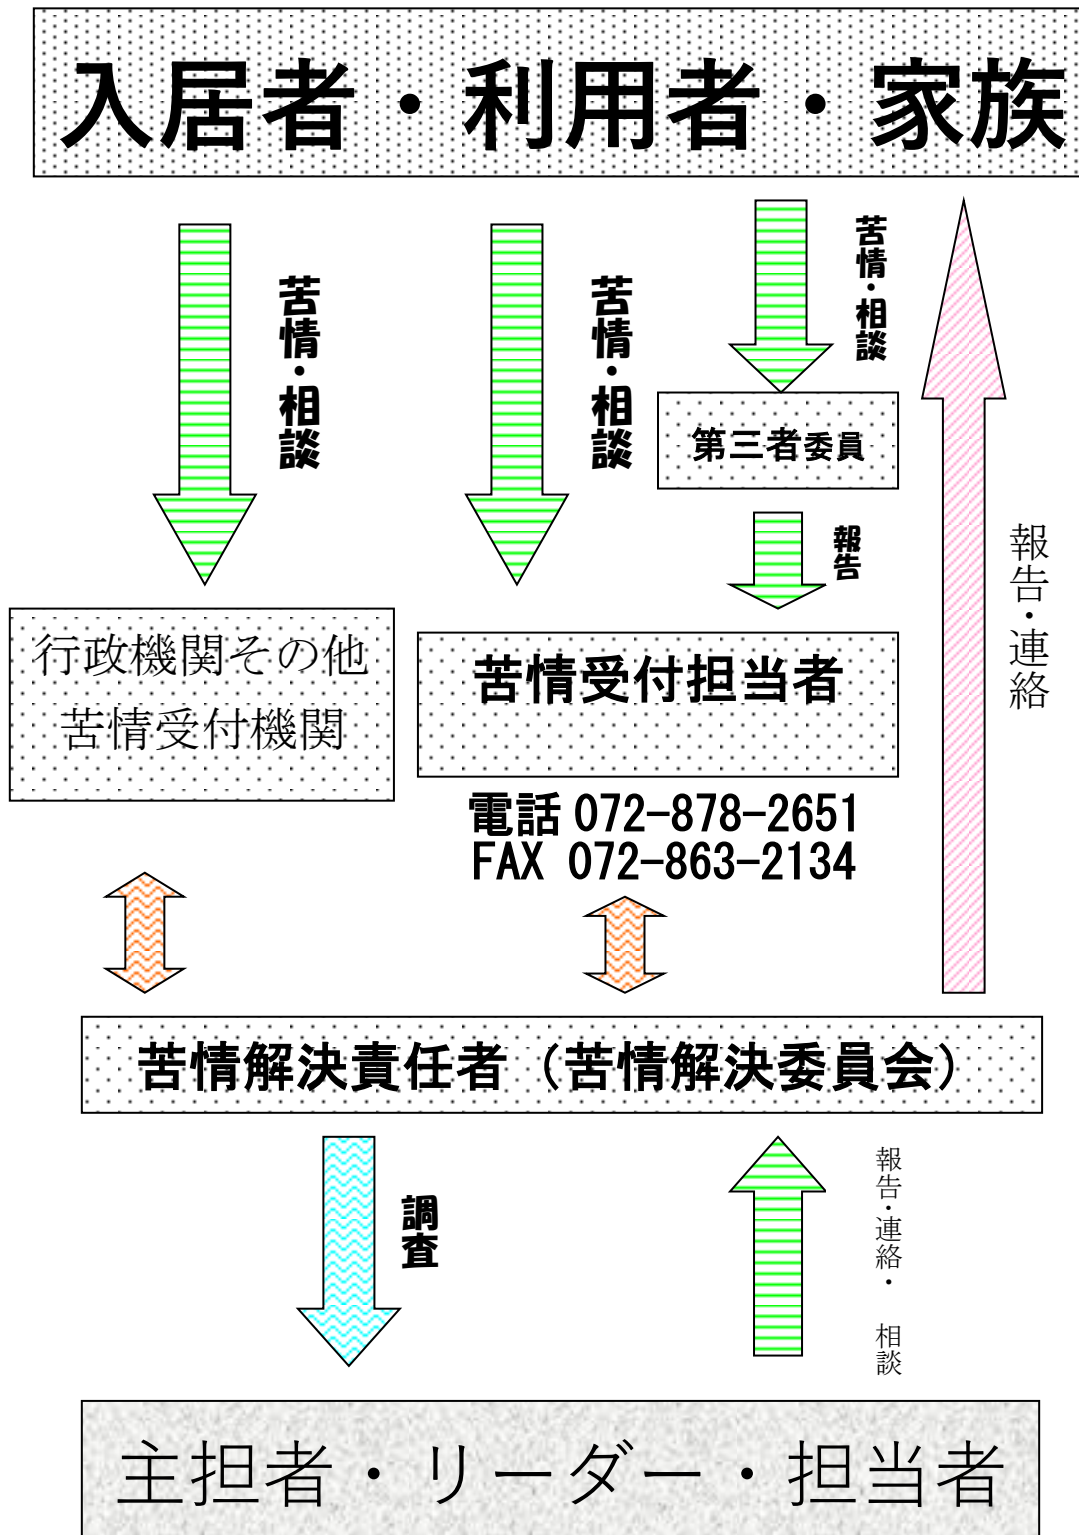 入居者・利用者・家族
苦情・相談
苦情・相談
苦情・相談
第三者委員
報告
報告・連絡
行政機関その他
苦情受付機関
苦情受付担当者
電話 072-878-2651
FAX 072-863-2134
苦情解決責任者（苦情解決委員会）
調査
報告・連絡・ 相談
主担者・リーダー・担当者